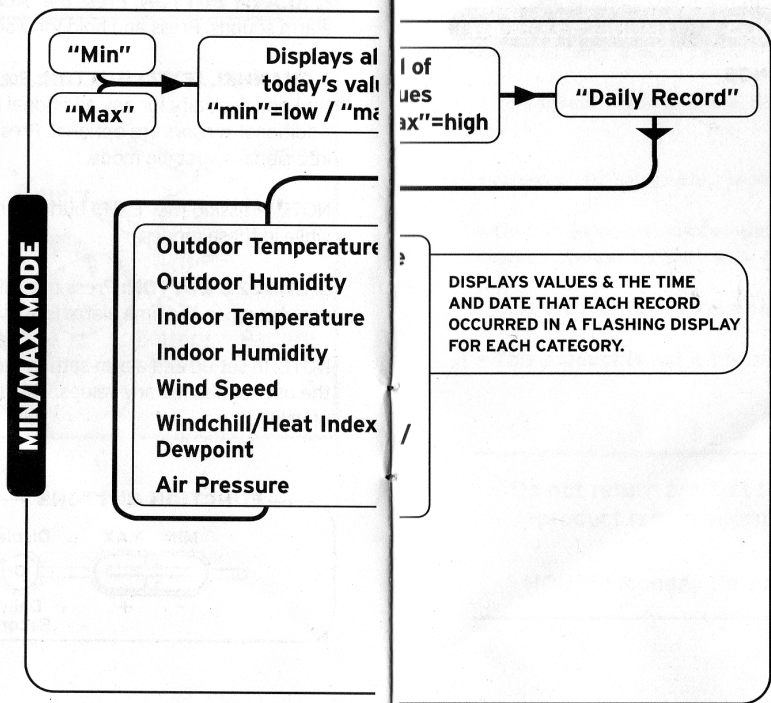 "Min"
"Max"
Displays al l of
today's valu ues
"min"=low / "ma ax"=high
"Daily Record"
MIN/MAX MODE
Outdoor Temperature e
Outdoor Humidity
Indoor Temperature
Indoor Humidity
Wind Speed
Windchill/Heat Index /
Dewpoint
Air Pressure
DISPLAYS VALUES & THE TIME
AND DATE THAT EACH RECORD
OCCURRED IN A FLASHING DISPLAY
FOR EACH CATEGORY.